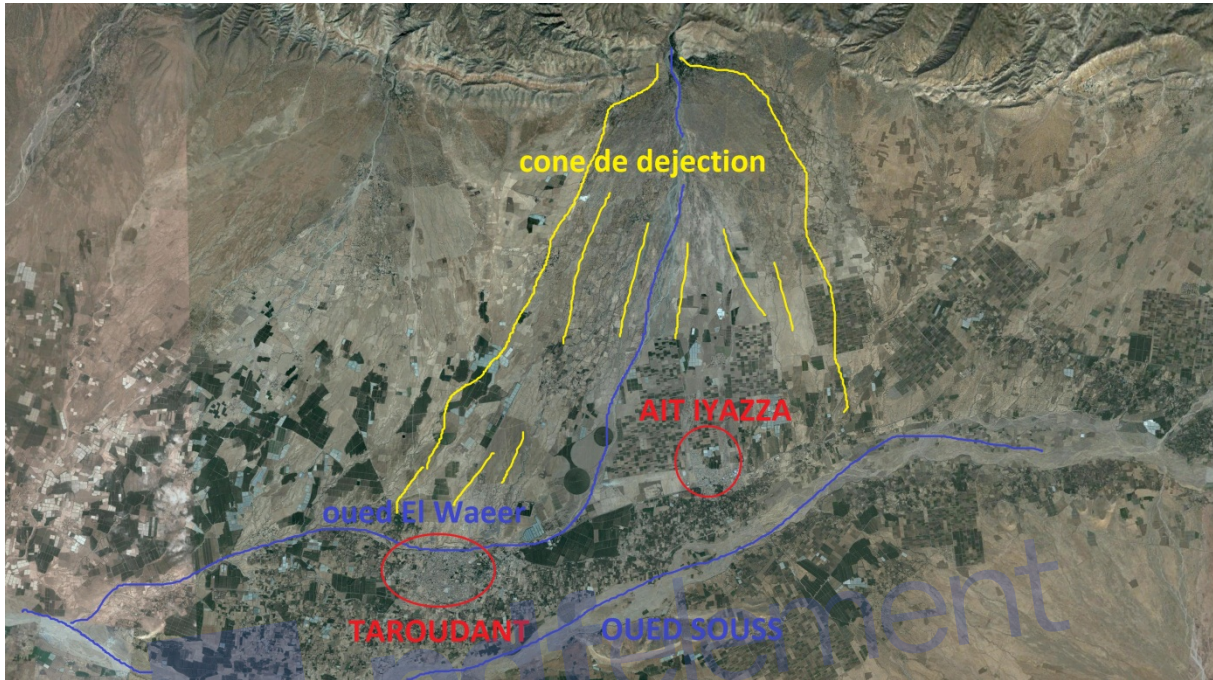 cone de dejection
AIT IYAZZA
oued El Waeer
TAROUDANT
OUED SOUSS